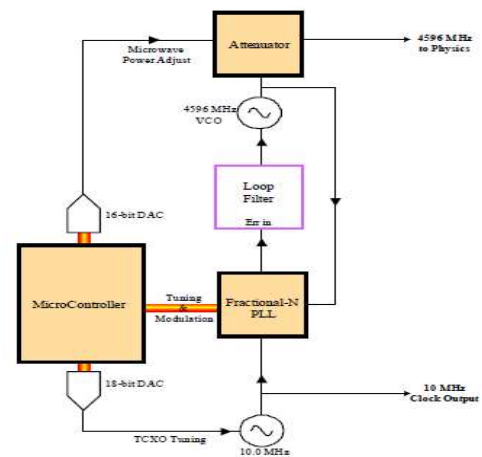 Attenuator
4596 MHz
to Physics
Microwave
Power Adjust
4596 MHz
VCO
Loop
Filter
Err in
16-bit DAC
MicroController
Tuning
&
Modulation
Fractional-N
PLL
18-bit DAC
10 MHz
Clock Output
TCXO Tuning
10.0 MHz